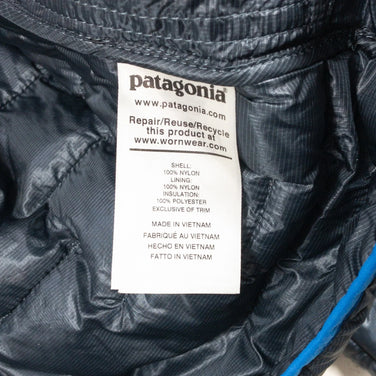 patagonia®
www.patagonia.com
Repair/Reuse/Recycle
this product at
www.wornwear.com
SHELL:
100% NYLON
LINING:
100% NYLON
INSULATION:
100% POLYESTER
EXCLUSIVE OF TRIM
MADE IN VIETNAM
FABRIQUÉ AU VIETNAM
HECHO EN VIETNAM
FATTO IN VIETNAM